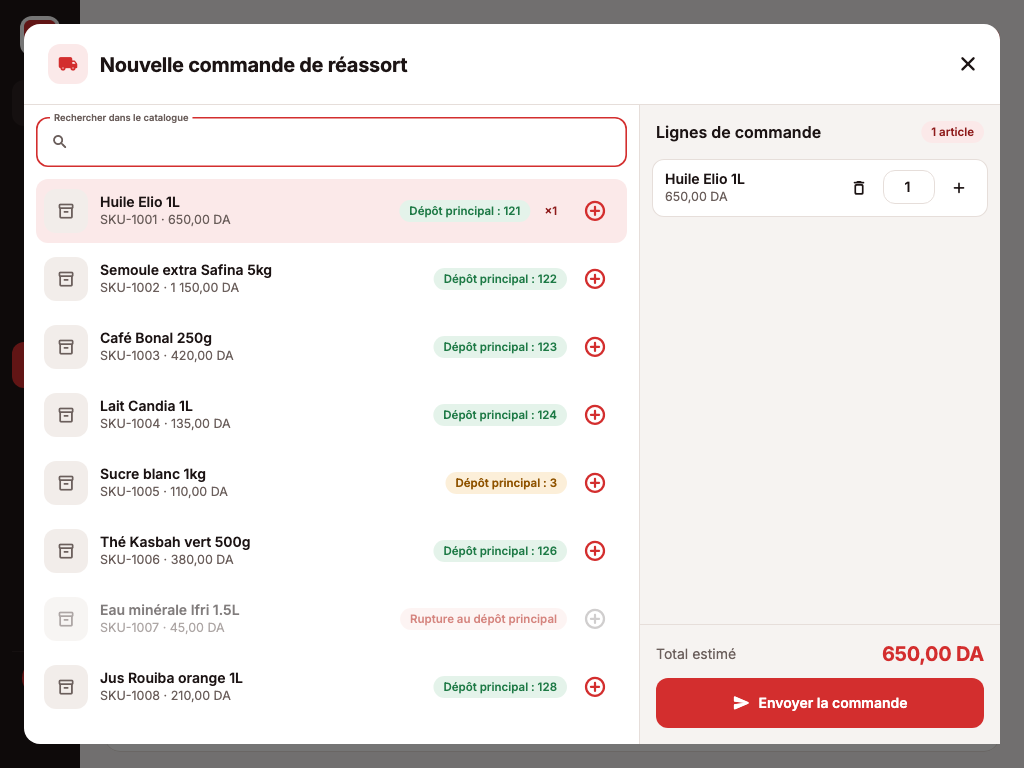 Nouvelle commande de réassort
Rechercher dans le catalogue
Huile Elio 1L
SKU-1001 · 650,00 DA
Dépôt principal : 121
×1
Semoule extra Safina 5kg
SKU-1002 · 1 150,00 DA
Dépôt principal : 122
Café Bonal 250g
SKU-1003 · 420,00 DA
Dépôt principal : 123
Lait Candia 1L
SKU-1004 · 135,00 DA
Dépôt principal : 124
Sucre blanc 1kg
SKU-1005 · 110,00 DA
Dépôt principal : 3
Thé Kasbah vert 500g
SKU-1006 · 380,00 DA
Dépôt principal : 126
Eau minérale Ifri 1.5L
SKU-1007 · 45,00 DA
Rupture au dépôt principal
Jus Rouiba orange 1L
SKU-1008 · 210,00 DA
Dépôt principal : 128
Lignes de commande
1 article
Huile Elio 1L
650,00 DA
1
Total estimé
650,00 DA
Envoyer la commande